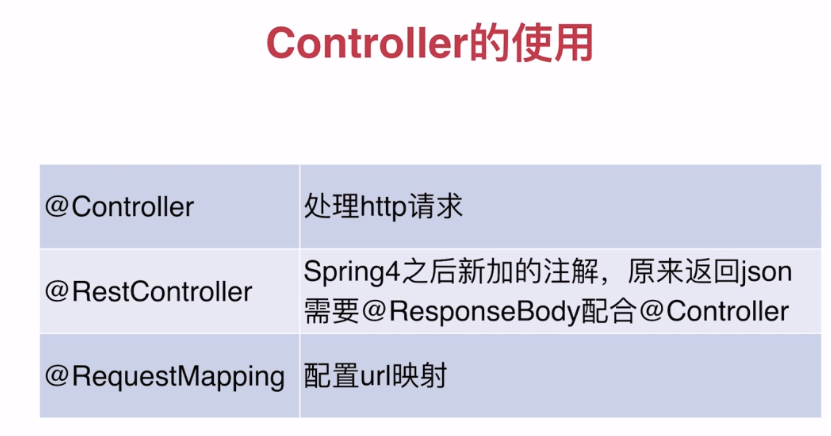 Controller的使用
@Controller
处理http请求
@RestController
Spring4之后新加的注解，原来返回json
需要@ResponseBody配合@Controller
@RequestMapping
配置url映射